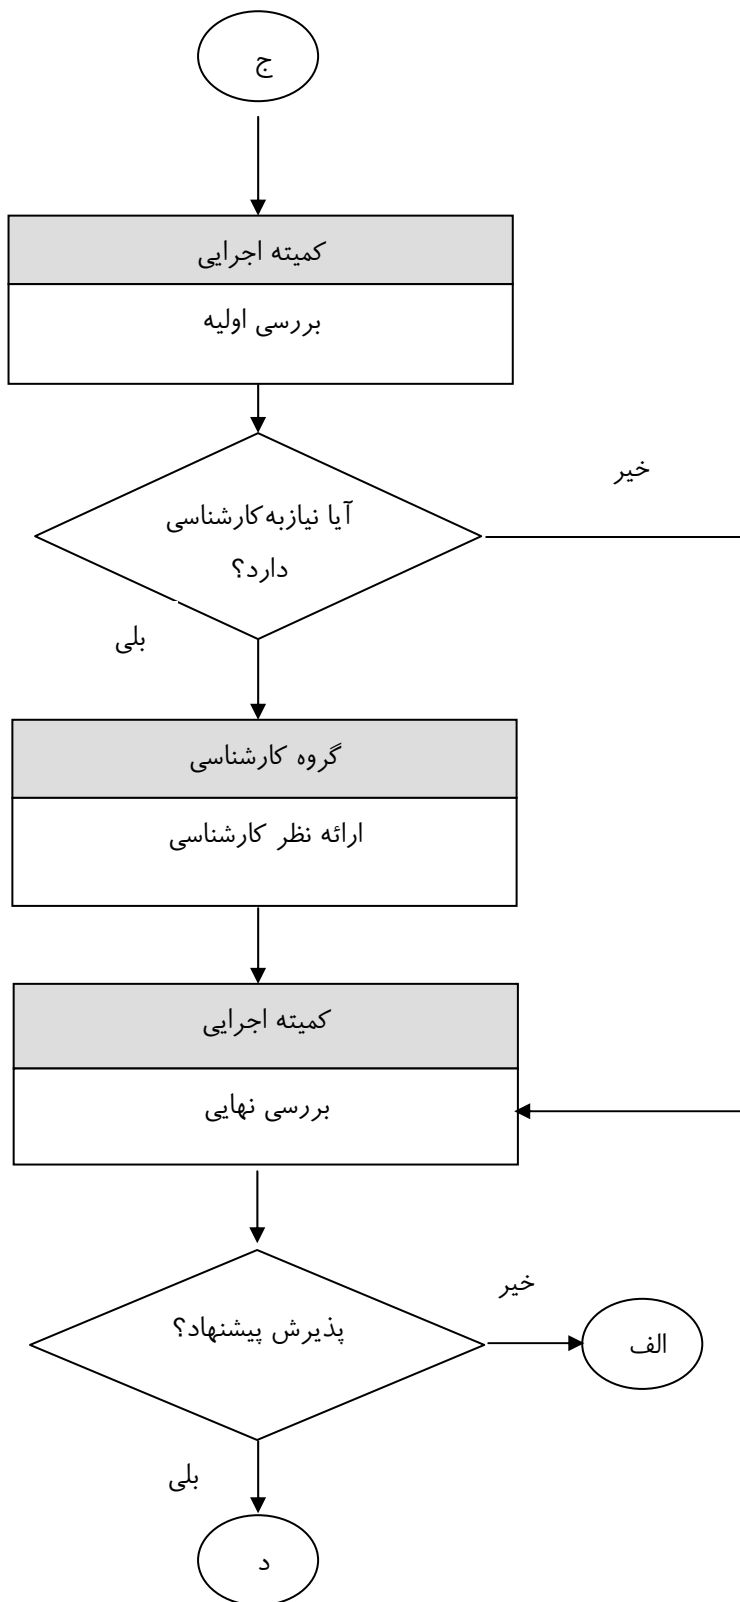 ج
کمیته اجرایی
بررسی اولیه
خیر
آیا نیازبه کارشناسی
دارد؟
بلی
گروه کارشناسی
ارائه نظر کارشناسی
کمیته اجرایی
بررسی نهایی
خیر
پذیرش پیشنهاد؟
الف
بلی
د